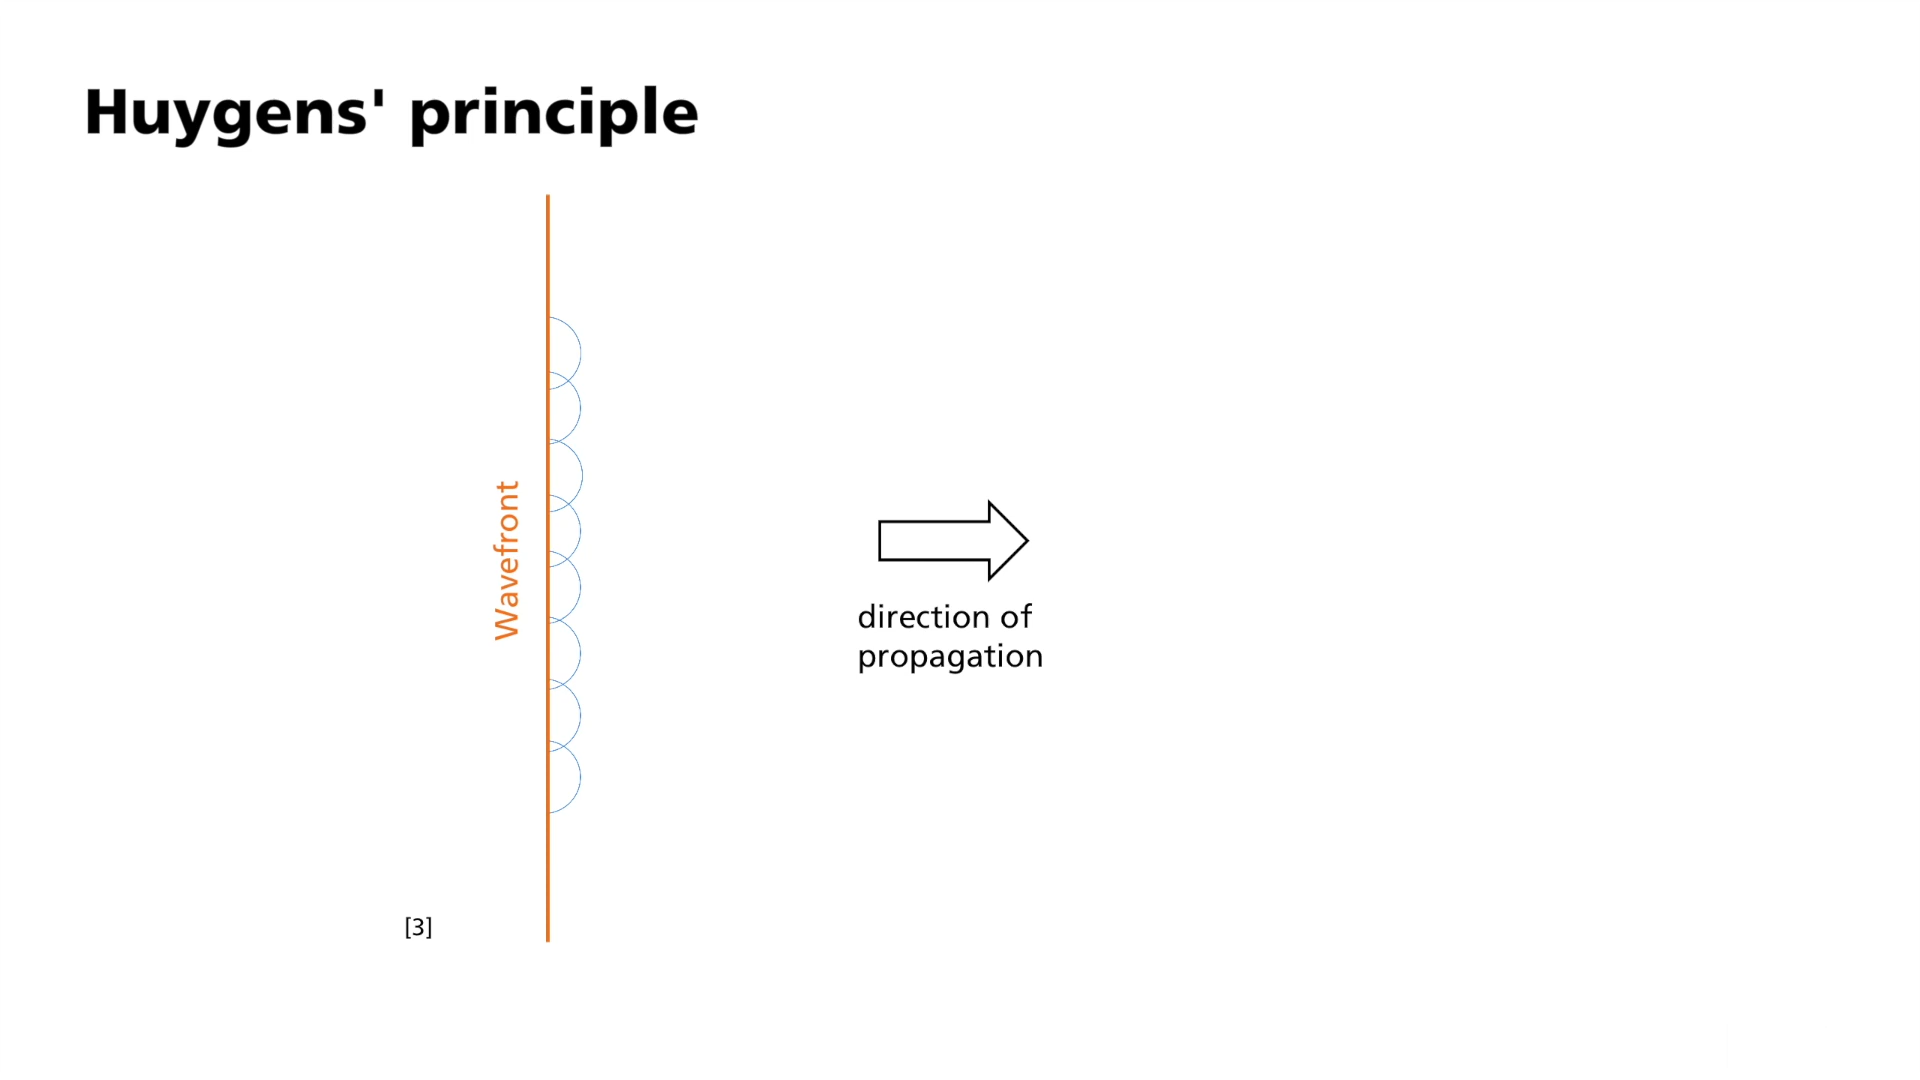 Huygens' principle
Wavefront
direction of
propagation
[3]